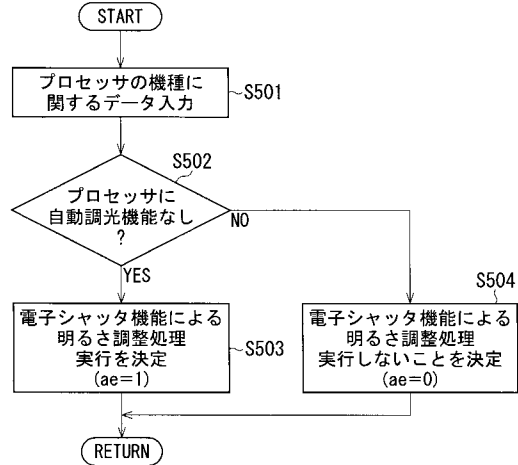 START
プロセッサの機種に
関するデータ入力
S501
S502
プロセッサに
自動調光機能なし
?
NO
YES
電子シャッタ機能による
明るさ調整処理
実行を決定
(ae=1)
S503
S504
電子シャッタ機能による
明るさ調整処理
実行しないことを決定
(ae=0)
RETURN